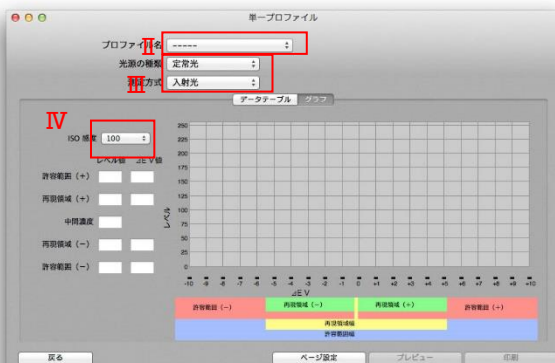 単一プロファイル
プロファイル名 ----- II
光源の種類 定常光
測定方式 入射光 III
データテーブル グラフ
IV
ISO 感度 100
レベル値 ⊿EV値
許容範囲（+）
再現領域（+）
中間濃度
再現領域（-）
許容範囲（-）
250
225
200
175
150
125
100
75
50
25
0
レベル
-10 -9 -8 -7 -6 -5 -4 -3 -2 -1 0 +1 +2 +3 +4 +5 +6 +7 +8 +9 +10
⊿EV
許容範囲（-） 再現領域（-） 再現領域（+） 許容範囲（+）
再現領域幅
許容範囲幅
戻る ページ設定 プレビュー 印刷